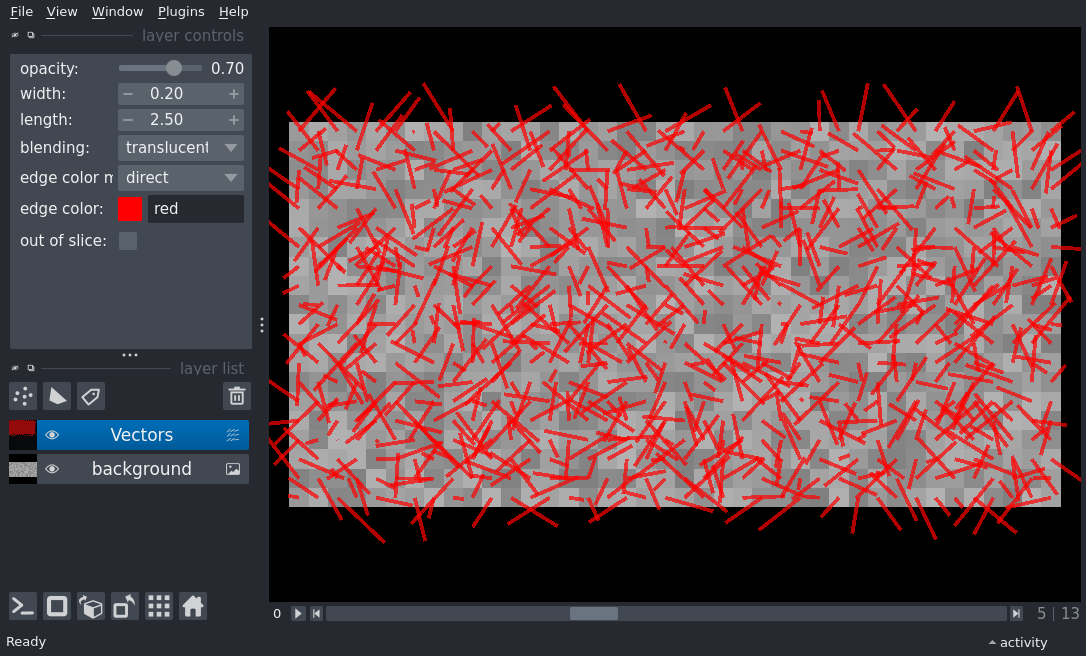 File View Window Plugins Help
layer controls
opacity: 0.70
width: 0.20
length: 2.50
blending: translucent
edge color m direct
edge color: red
out of slice:
layer list
Vectors
background
0 5 | 13
Ready activity